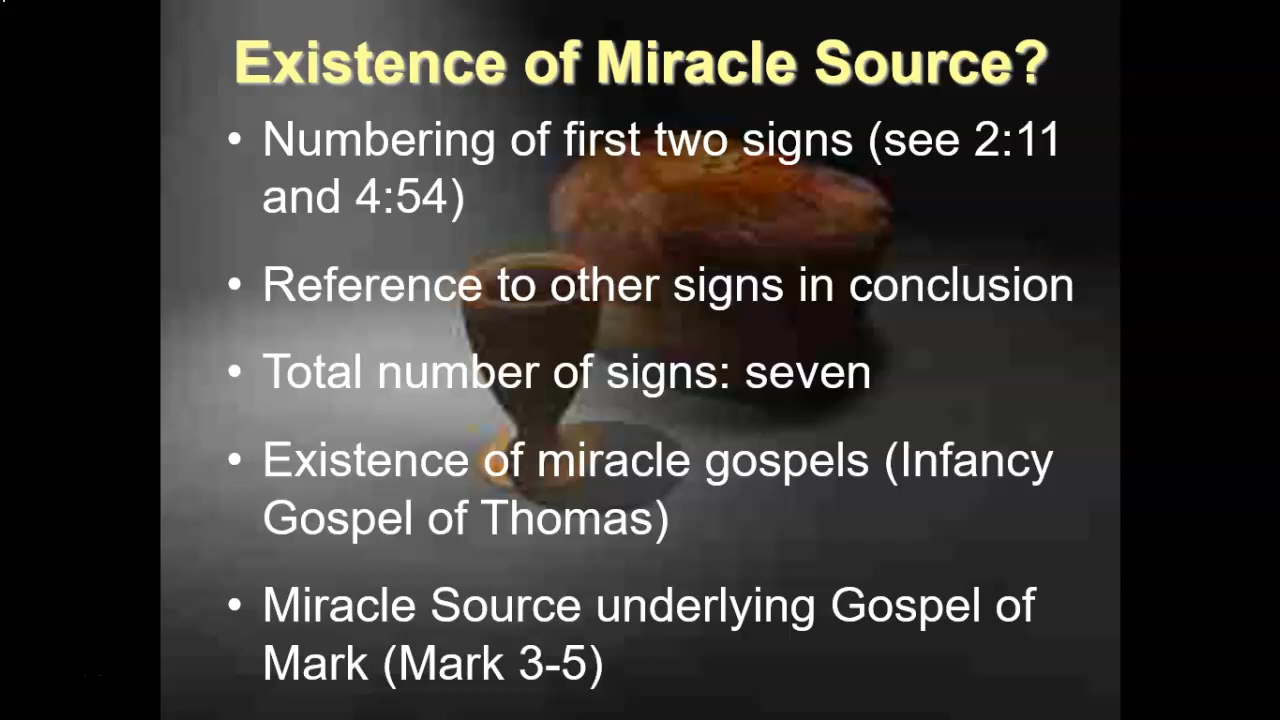 Existence of Miracle Source?
• Numbering of first two signs (see 2:11
and 4:54)
• Reference to other signs in conclusion
• Total number of signs: seven
• Existence of miracle gospels (Infancy
Gospel of Thomas)
• Miracle Source underlying Gospel of
Mark (Mark 3-5)